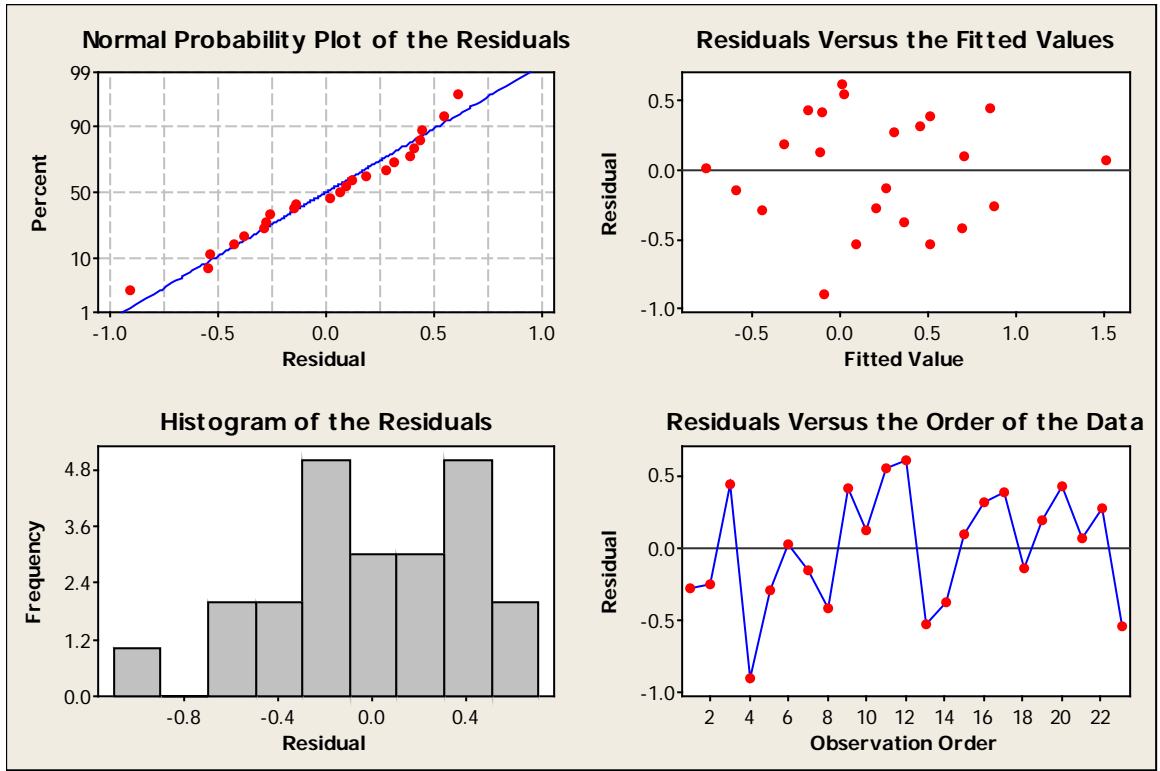 Normal Probability Plot of the Residuals
99
90
50
10
1
Percent
-1.0 -0.5 0.0 0.5 1.0
Residual
Residuals Versus the Fitted Values
0.5
0.0
-0.5
-1.0
Residual
-0.5 0.0 0.5 1.0 1.5
Fitted Value
Histogram of the Residuals
4.8
3.6
2.4
1.2
0.0
Frequency
-0.8 -0.4 0.0 0.4
Residual
Residuals Versus the Order of the Data
0.5
0.0
-0.5
-1.0
Residual
2 4 6 8 10 12 14 16 18 20 22
Observation Order